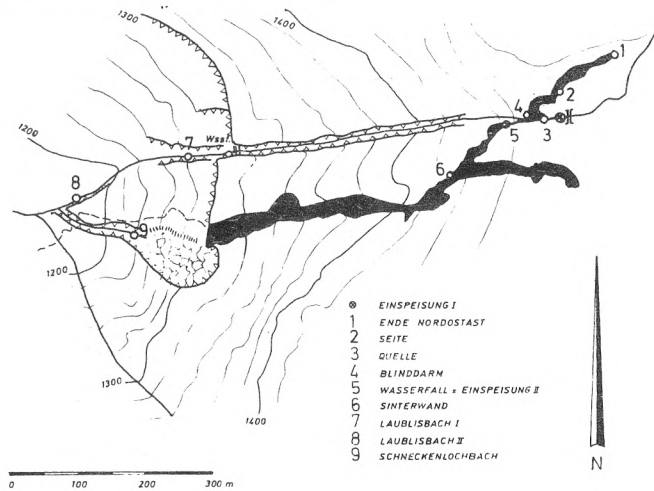 1300
1400
1
2
Wssf.
4
5
3
1200
7
6
8
9
1200
1300
1400
⊗ EINSPEISUNG I
1 ENDE NORDOSTAST
2 SEITE
3 QUELLE
4 BLINDDARM
5 WASSERFALL = EINSPEISUNG II
6 SINTERWAND
7 LAUBLISBACH I
8 LAUBLISBACH II
9 SCHNECKENLOCHBACH
N
0 100 200 300 m